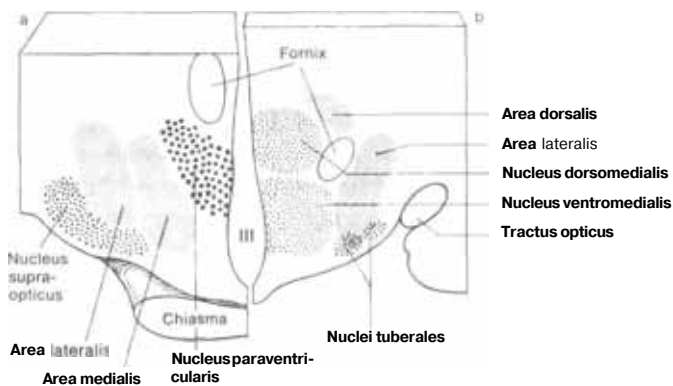 a
b
Fornix
Area dorsalis
Area lateralis
Nucleus dorsomedialis
Nucleus ventromedialis
Tractus opticus
III
Nucleus
supra-
opticus
Chiasma
Nuclei tuberales
Area lateralis
Area medialis
Nucleus paraventri-
cularis